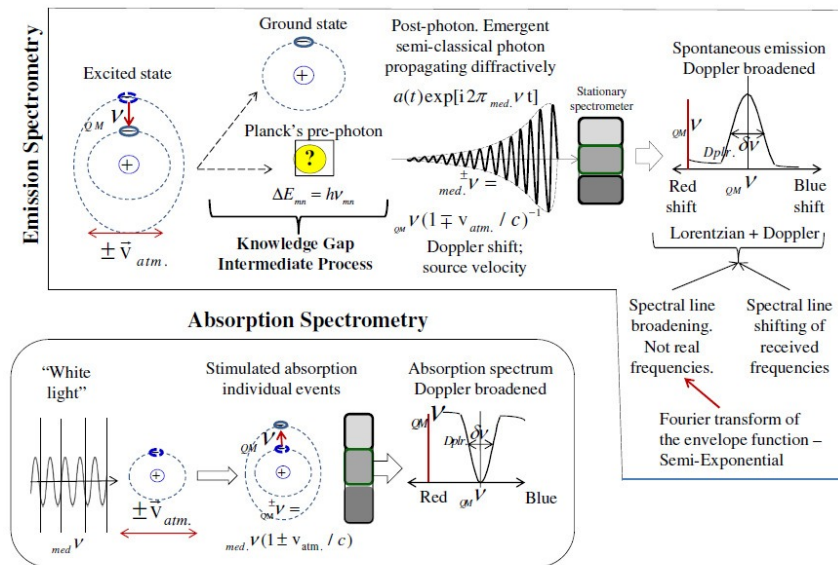 Emission Spectrometry
Excited state
QM ν
+
± v⃗ atm.
Ground state
+
Planck's pre-photon
?
ΔE mn = hν mn
Knowledge Gap
Intermediate Process
Post-photon. Emergent
semi-classical photon
propagating diffractively
a(t)exp[i2π med. ν t]
± med. ν =
QM ν(1 ∓ v atm. / c)⁻¹
Doppler shift;
source velocity
Stationary
spectrometer
Spontaneous emission
Doppler broadened
QM ν
Dplr. δν
Red
shift
QM ν
Blue
shift
Lorentzian + Doppler
Spectral line
broadening.
Not real
frequencies.
Spectral line
shifting of
received
frequencies
Fourier transform of
the envelope function –
Semi-Exponential
Absorption Spectrometry
"White
light"
med ν
+
± v⃗ atm.
Stimulated absorption
individual events
QM ν
+
± QM ν =
med. ν(1 ± v atm. / c)
Absorption spectrum
Doppler broadened
QM ν
Dplr. δν
Red
QM ν
Blue